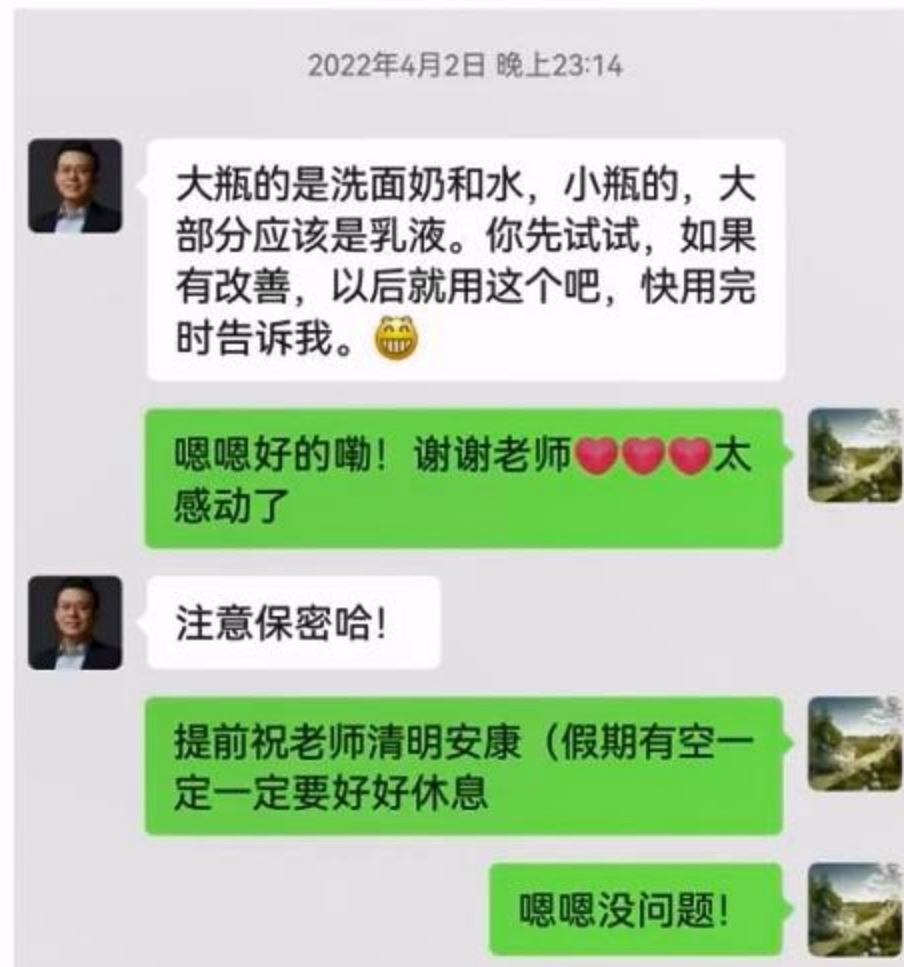 2022年4月2日 晚上23:14
大瓶的是洗面奶和水，小瓶的，大
部分应该是乳液。你先试试，如果
有改善，以后就用这个吧，快用完
时告诉我。😁
嗯嗯好的嘞！谢谢老师❤❤❤太
感动了
注意保密哈！
提前祝老师清明安康（假期有空一
定一定要好好休息
嗯嗯没问题！